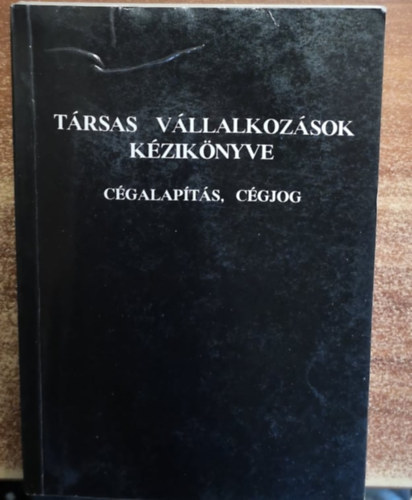 TÁRSAS VÁLLALKOZÁSOK
KÉZIKÖNYVE
CÉGALAPÍTÁS, CÉGJOG